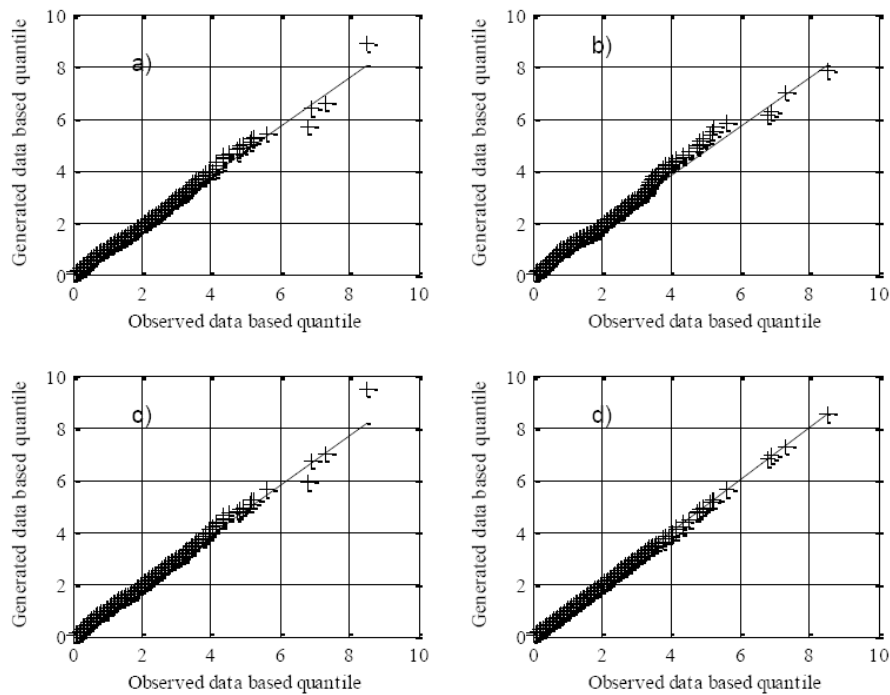 10
8
6
4
2
0
Generated data based quantile
a)
0 2 4 6 8 10
Observed data based quantile
10
8
6
4
2
0
Generated data based quantile
b)
0 2 4 6 8 10
Observed data based quantile
10
8
6
4
2
0
Generated data based quantile
c)
0 2 4 6 8 10
Observed data based quantile
10
8
6
4
2
0
Generated data based quantile
d)
0 2 4 6 8 10
Observed data based quantile